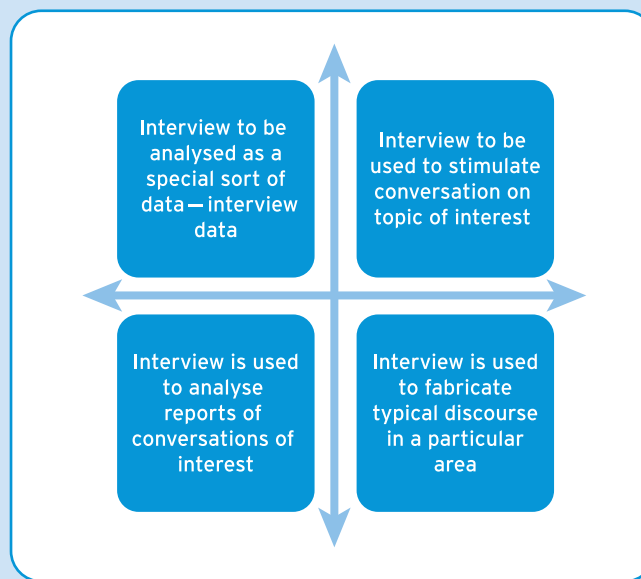 Interview to be
analysed as a
special sort of
data—interview
data
Interview to be
used to stimulate
conversation on
topic of interest
Interview is used
to analyse
reports of
conversations of
interest
Interview is used
to fabricate
typical discourse
in a particular
area